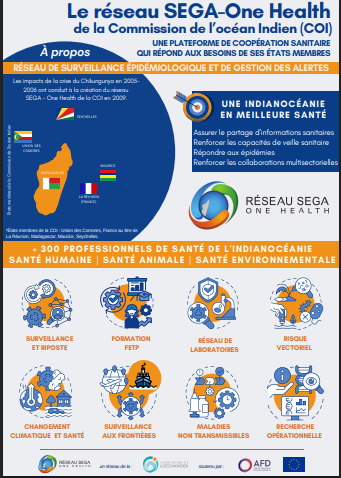 Le réseau SEGA-One Health
de la Commission de l'océan Indien (COI)
UNE PLATEFORME DE COOPÉRATION SANITAIRE
QUI RÉPOND AUX BESOINS DE SES ÉTATS MEMBRES
À propos
RÉSEAU DE SURVEILLANCE ÉPIDÉMIOLOGIQUE ET DE GESTION DES ALERTES
Les impacts de la crise du Chikungunya en 2005-
2006 ont conduit à la création du réseau
SEGA - One Health de la COI en 2009.
SEYCHELLES
UNION DES
COMORES
MADAGASCAR
MAURICE
LA RÉUNION
(FRANCE)
*États membres de la COI : Union des Comores, France au titre de
La Réunion, Madagascar, Maurice, Seychelles.
UNE INDIANOCÉANIE
EN MEILLEURE SANTÉ
Assurer le partage d'informations sanitaires
Renforcer les capacités de veille sanitaire
Répondre aux épidémies
Renforcer les collaborations multisectorielles
RÉSEAU SEGA
ONE HEALTH
+ 300 PROFESSIONNELS DE SANTÉ DE L'INDIANOCÉANIE
SANTÉ HUMAINE | SANTÉ ANIMALE | SANTÉ ENVIRONNEMENTALE
SURVEILLANCE
ET RIPOSTE
FORMATION
FETP
RÉSEAU DE
LABORATOIRES
RISQUE
VECTORIEL
CHANGEMENT
CLIMATIQUE ET SANTÉ
SURVEILLANCE
AUX FRONTIÈRES
MALADIES
NON TRANSMISSIBLES
RECHERCHE
OPÉRATIONNELLE
RÉSEAU SEGA
ONE HEALTH
un réseau de la :
soutenu par :
AFD